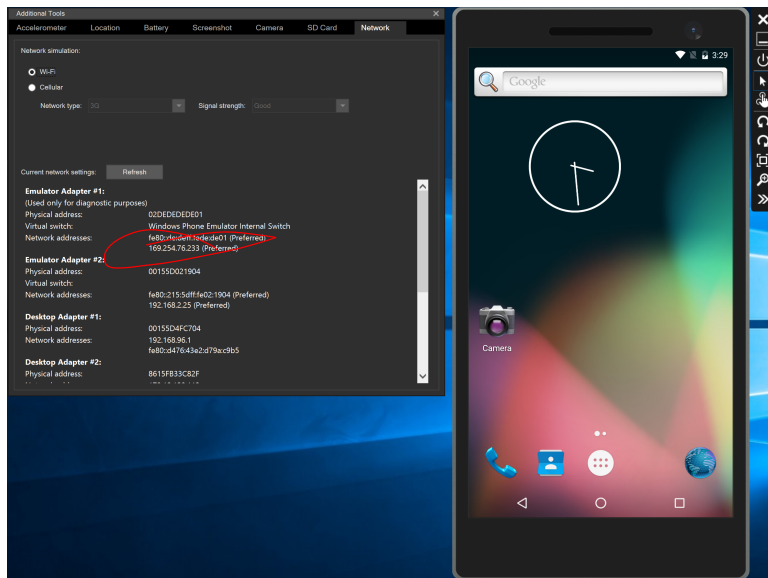 Additional Tools
Accelerometer Location Battery Screenshot Camera SD Card Network
Network simulation:
Wi-Fi
Cellular
Network type: 3G Signal strength: Good
Current network settings: Refresh
Emulator Adapter #1:
(Used only for diagnostic purposes)
Physical address: 02DEDEDEDE01
Virtual switch: Windows Phone Emulator Internal Switch
Network addresses: (Preferred)
169.254.76.233 (Preferred)
Emulator Adapter #2:
Physical address: 00155D021904
Virtual switch:
Network addresses: fe80::215:5dff:fe02:1904 (Preferred)
192.168.2.25 (Preferred)
Desktop Adapter #1:
Physical address: 00155D4FC704
Network addresses: 192.168.96.1
fe80::d476:43e2:d79a:c9b5
Desktop Adapter #2:
Physical address: 8615FB33C82F
3:29
Google
Camera